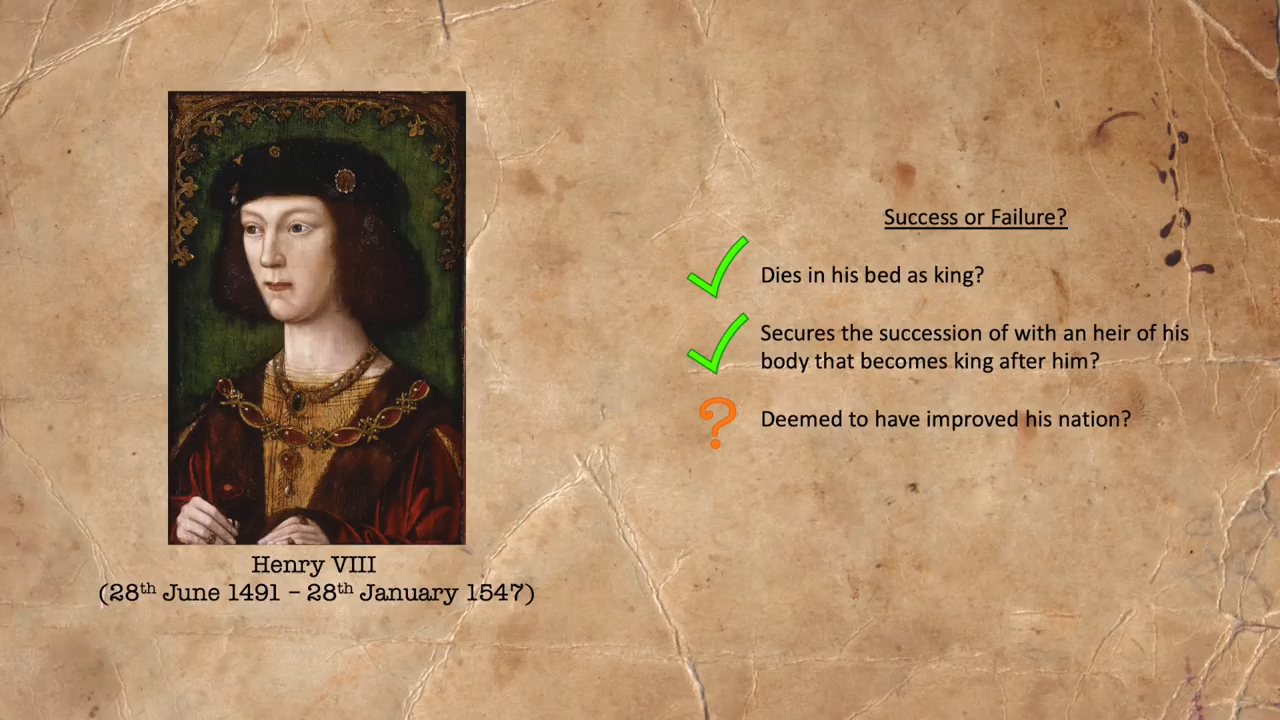 Success or Failure?
Dies in his bed as king?
Secures the succession of with an heir of his
body that becomes king after him?
?
Deemed to have improved his nation?
Henry VIII
(28th June 1491 – 28th January 1547)